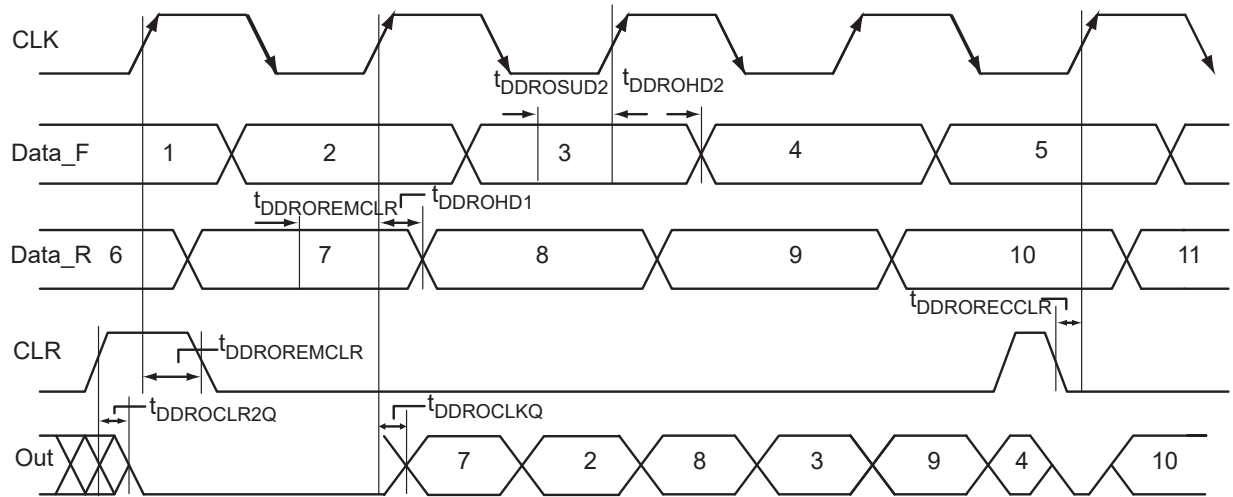 CLK
tDDROSUD2 tDDROHD2
Data_F 1 2 3 4 5
tDDROREMCLR tDDROHD1
Data_R 6 7 8 9 10 11
tDDRORECCLR
CLR
tDDROREMCLR
tDDROCLR2Q tDDROCLKQ
Out 7 2 8 3 9 4 10